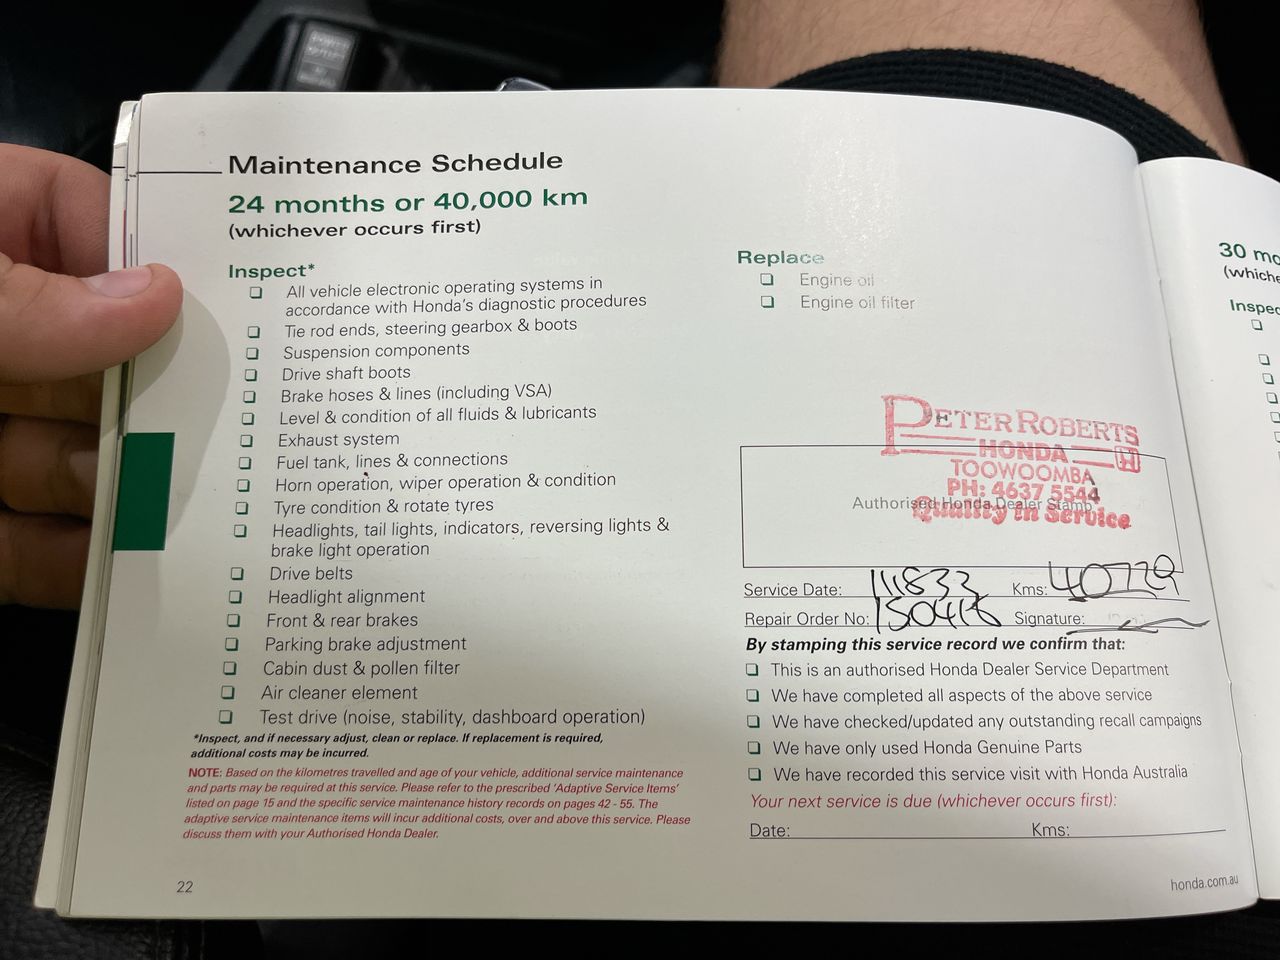 Maintenance Schedule
24 months or 40,000 km
(whichever occurs first)
Inspect*
❏ All vehicle electronic operating systems in
accordance with Honda's diagnostic procedures
❏ Tie rod ends, steering gearbox & boots
❏ Suspension components
❏ Drive shaft boots
❏ Brake hoses & lines (including VSA)
❏ Level & condition of all fluids & lubricants
❏ Exhaust system
❏ Fuel tank, lines & connections
❏ Horn operation, wiper operation & condition
❏ Tyre condition & rotate tyres
❏ Headlights, tail lights, indicators, reversing lights &
brake light operation
❏ Drive belts
❏ Headlight alignment
❏ Front & rear brakes
❏ Parking brake adjustment
❏ Cabin dust & pollen filter
❏ Air cleaner element
❏ Test drive (noise, stability, dashboard operation)
*Inspect, and if necessary adjust, clean or replace. If replacement is required,
additional costs may be incurred.
NOTE: Based on the kilometres travelled and age of your vehicle, additional service maintenance
and parts may be required at this service. Please refer to the prescribed 'Adaptive Service Items'
listed on page 15 and the specific service maintenance history records on pages 42 - 55. The
adaptive service maintenance items will incur additional costs, over and above this service. Please
discuss them with your Authorised Honda Dealer.
22
Replace
❏ Engine oil
❏ Engine oil filter
PETER ROBERTS
HONDA
TOOWOOMBA
PH: 4637 5544
Quality in Service
Authorised Honda Dealer Stamp
Service Date: Kms: 40729
Repair Order No: Signature:
By stamping this service record we confirm that:
❏ This is an authorised Honda Dealer Service Department
❏ We have completed all aspects of the above service
❏ We have checked/updated any outstanding recall campaigns
❏ We have only used Honda Genuine Parts
❏ We have recorded this service visit with Honda Australia
Your next service is due (whichever occurs first):
Date: Kms:
honda.com.au
30